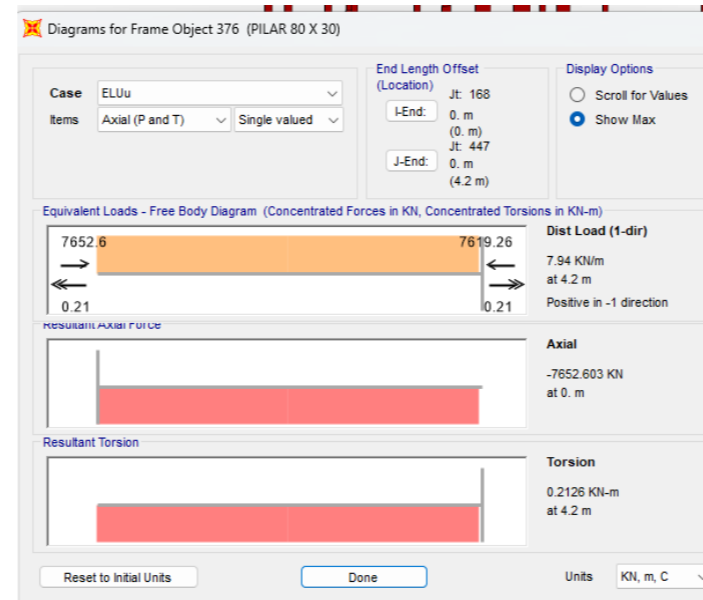 Diagrams for Frame Object 376 (PILAR 80 X 30)
Case ELUu
Items Axial (P and T) Single valued
End Length Offset
(Location)
Jt: 168
I-End: 0. m
(0. m)
Jt: 447
J-End: 0. m
(4.2 m)
Display Options
Scroll for Values
Show Max
Equivalent Loads - Free Body Diagram (Concentrated Forces in KN, Concentrated Torsions in KN-m)
7652.6 7619.26
0.21 0.21
Dist Load (1-dir)
7.94 KN/m
at 4.2 m
Positive in -1 direction
Resultant Axial Force
Axial
-7652.603 KN
at 0. m
Resultant Torsion
Torsion
0.2126 KN-m
at 4.2 m
Reset to Initial Units Done Units KN, m, C